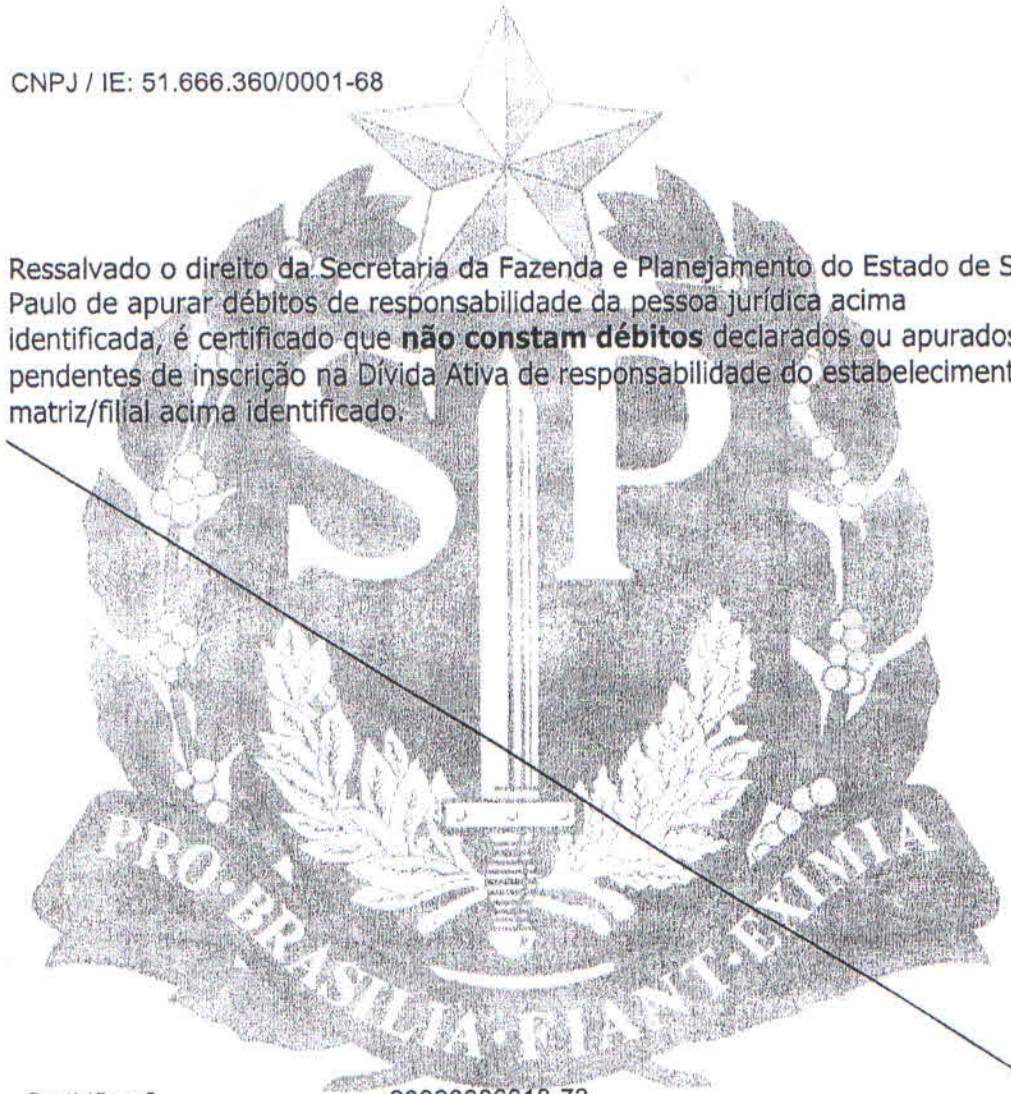 CNPJ / IE: 51.666.360/0001-68
Ressalvado o direito da Secretaria da Fazenda e Planejamento do Estado de S
Paulo de apurar débitos de responsabilidade da pessoa jurídica acima
identificada, é certificado que não constam débitos declarados ou apurados
pendentes de inscrição na Dívida Ativa de responsabilidade do estabeleciment
matriz/filial acima identificado.
SP
PRO·BRASILIA·FIANT·EXIMIA